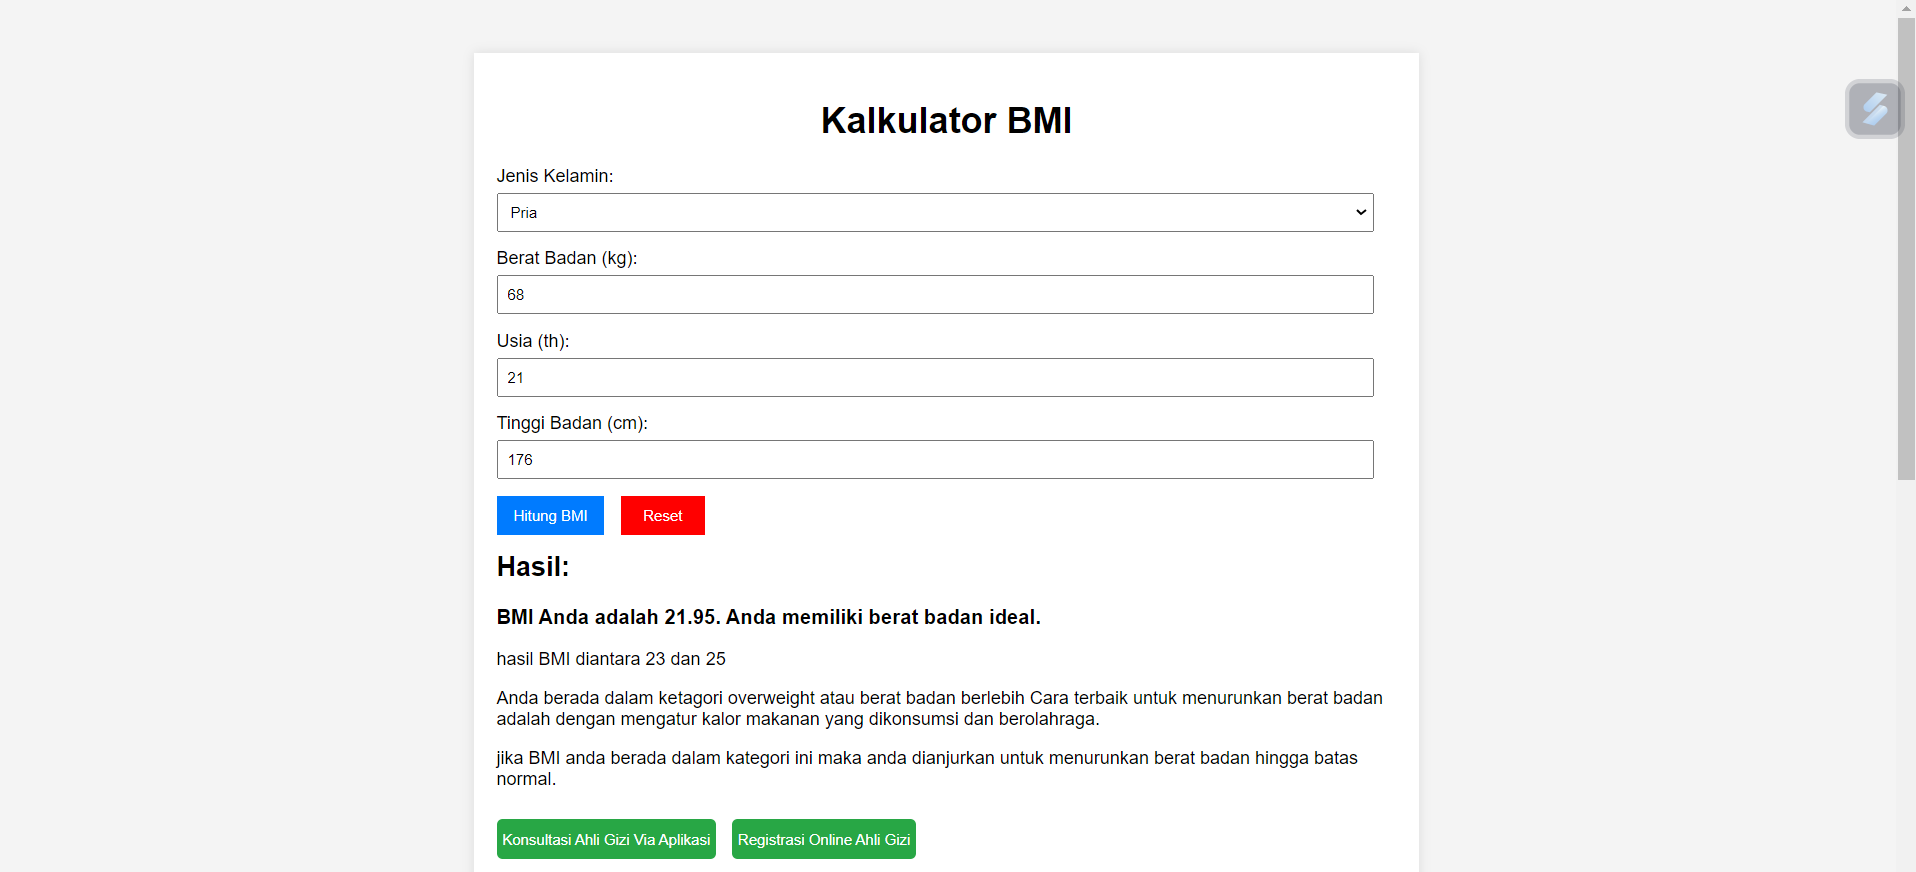 Kalkulator BMI
Jenis Kelamin:
Pria
Berat Badan (kg):
68
Usia (th):
21
Tinggi Badan (cm):
176
Hitung BMI Reset
Hasil:
BMI Anda adalah 21.95. Anda memiliki berat badan ideal.
hasil BMI diantara 23 dan 25
Anda berada dalam ketagori overweight atau berat badan berlebih Cara terbaik untuk menurunkan berat badan
adalah dengan mengatur kalor makanan yang dikonsumsi dan berolahraga.
jika BMI anda berada dalam kategori ini maka anda dianjurkan untuk menurunkan berat badan hingga batas
normal.
Konsultasi Ahli Gizi Via Aplikasi Registrasi Online Ahli Gizi